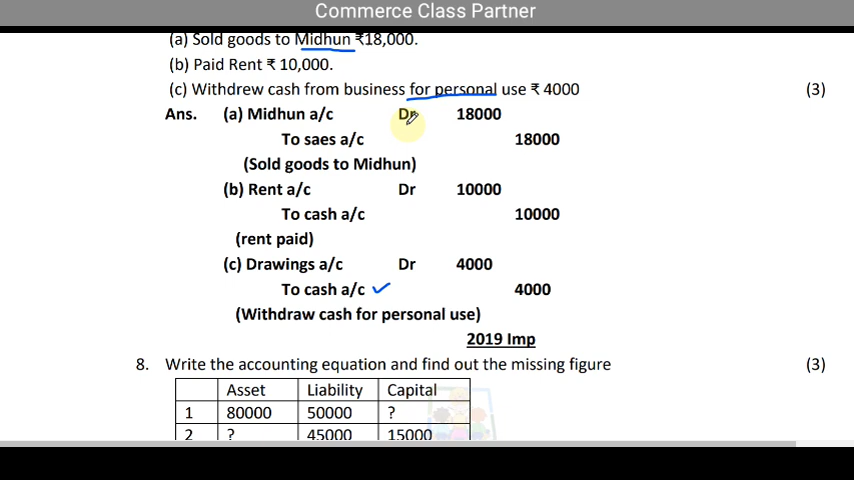 Commerce Class Partner
(a) Sold goods to Midhun ₹18,000.
(b) Paid Rent ₹ 10,000.
(c) Withdrew cash from business for personal use ₹ 4000 (3)
Ans. (a) Midhun a/c Dr 18000
To saes a/c 18000
(Sold goods to Midhun)
(b) Rent a/c Dr 10000
To cash a/c 10000
(rent paid)
(c) Drawings a/c Dr 4000
To cash a/c 4000
(Withdraw cash for personal use)
2019 Imp
8. Write the accounting equation and find out the missing figure (3)
Asset Liability Capital
1 80000 50000 ?
2 ? 45000 15000